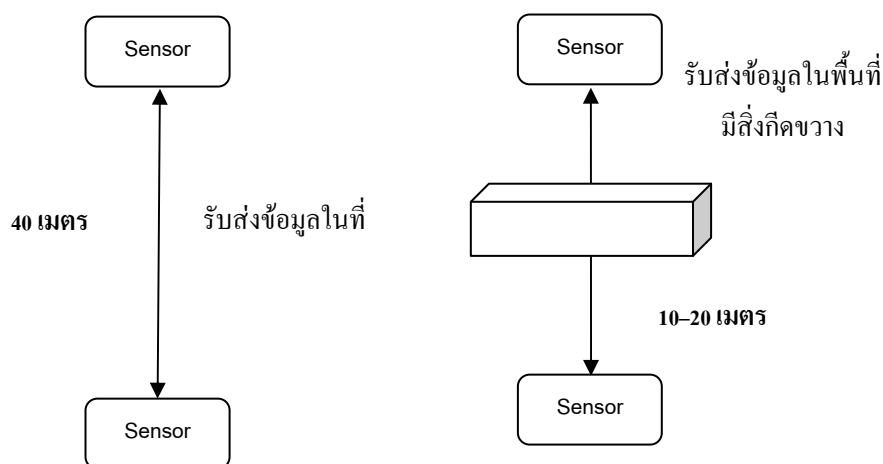 Sensor
40 เมตร
รับส่งข้อมูลในที่
Sensor
Sensor
รับส่งข้อมูลในพื้นที่
มีสิ่งกีดขวาง
10–20 เมตร
Sensor